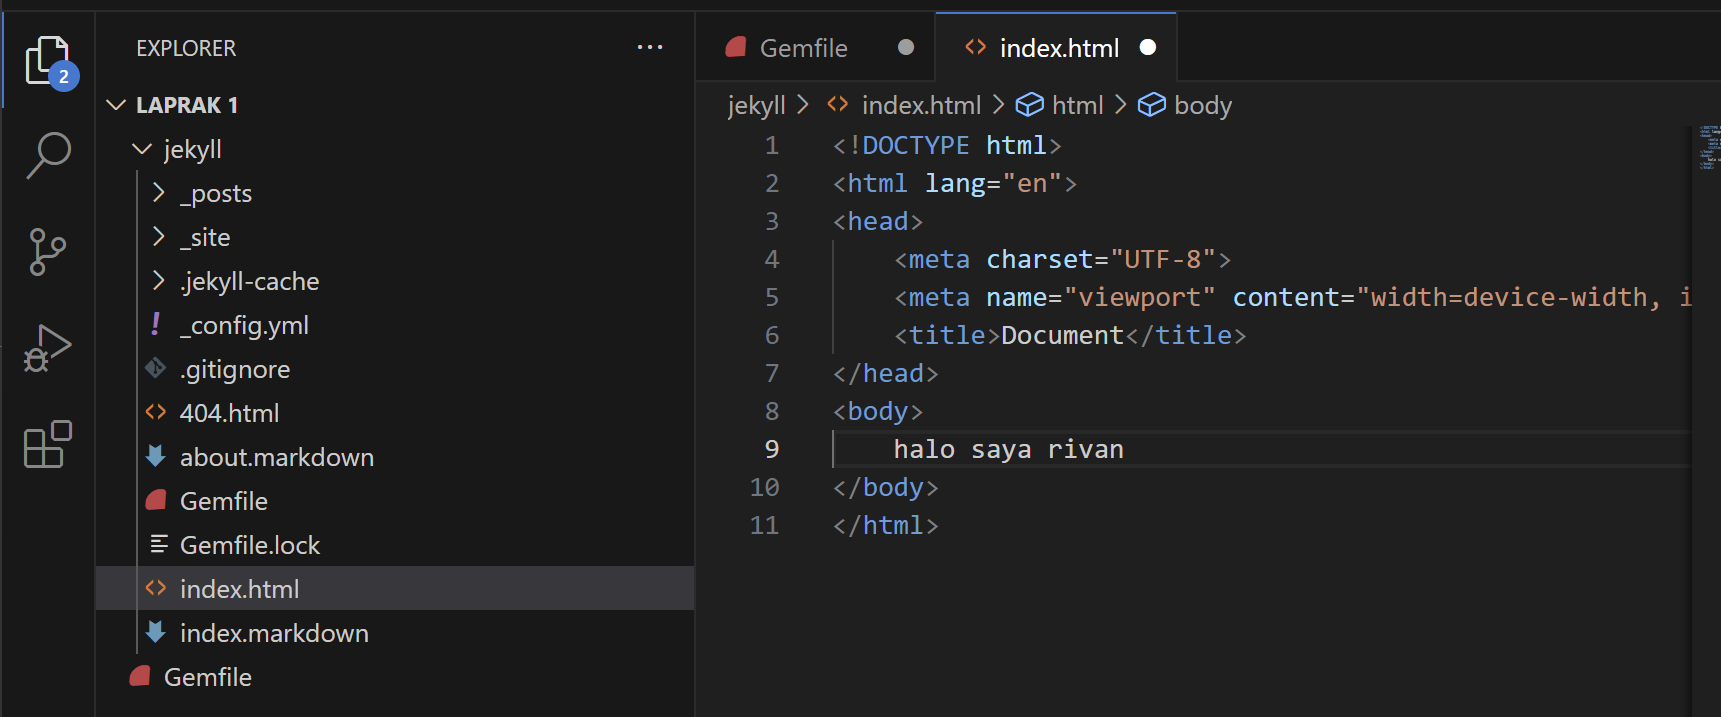 EXPLORER
2
LAPRAK 1
jekyll
_posts
_site
.jekyll-cache
_config.yml
.gitignore
404.html
about.markdown
Gemfile
Gemfile.lock
index.html
index.markdown
Gemfile
Gemfile
index.html
jekyll > index.html > html > body
1 <!DOCTYPE html>
2 <html lang="en">
3 <head>
4 <meta charset="UTF-8">
5 <meta name="viewport" content="width=device-width, i
6 <title>Document</title>
7 </head>
8 <body>
9 halo saya rivan
10 </body>
11 </html>